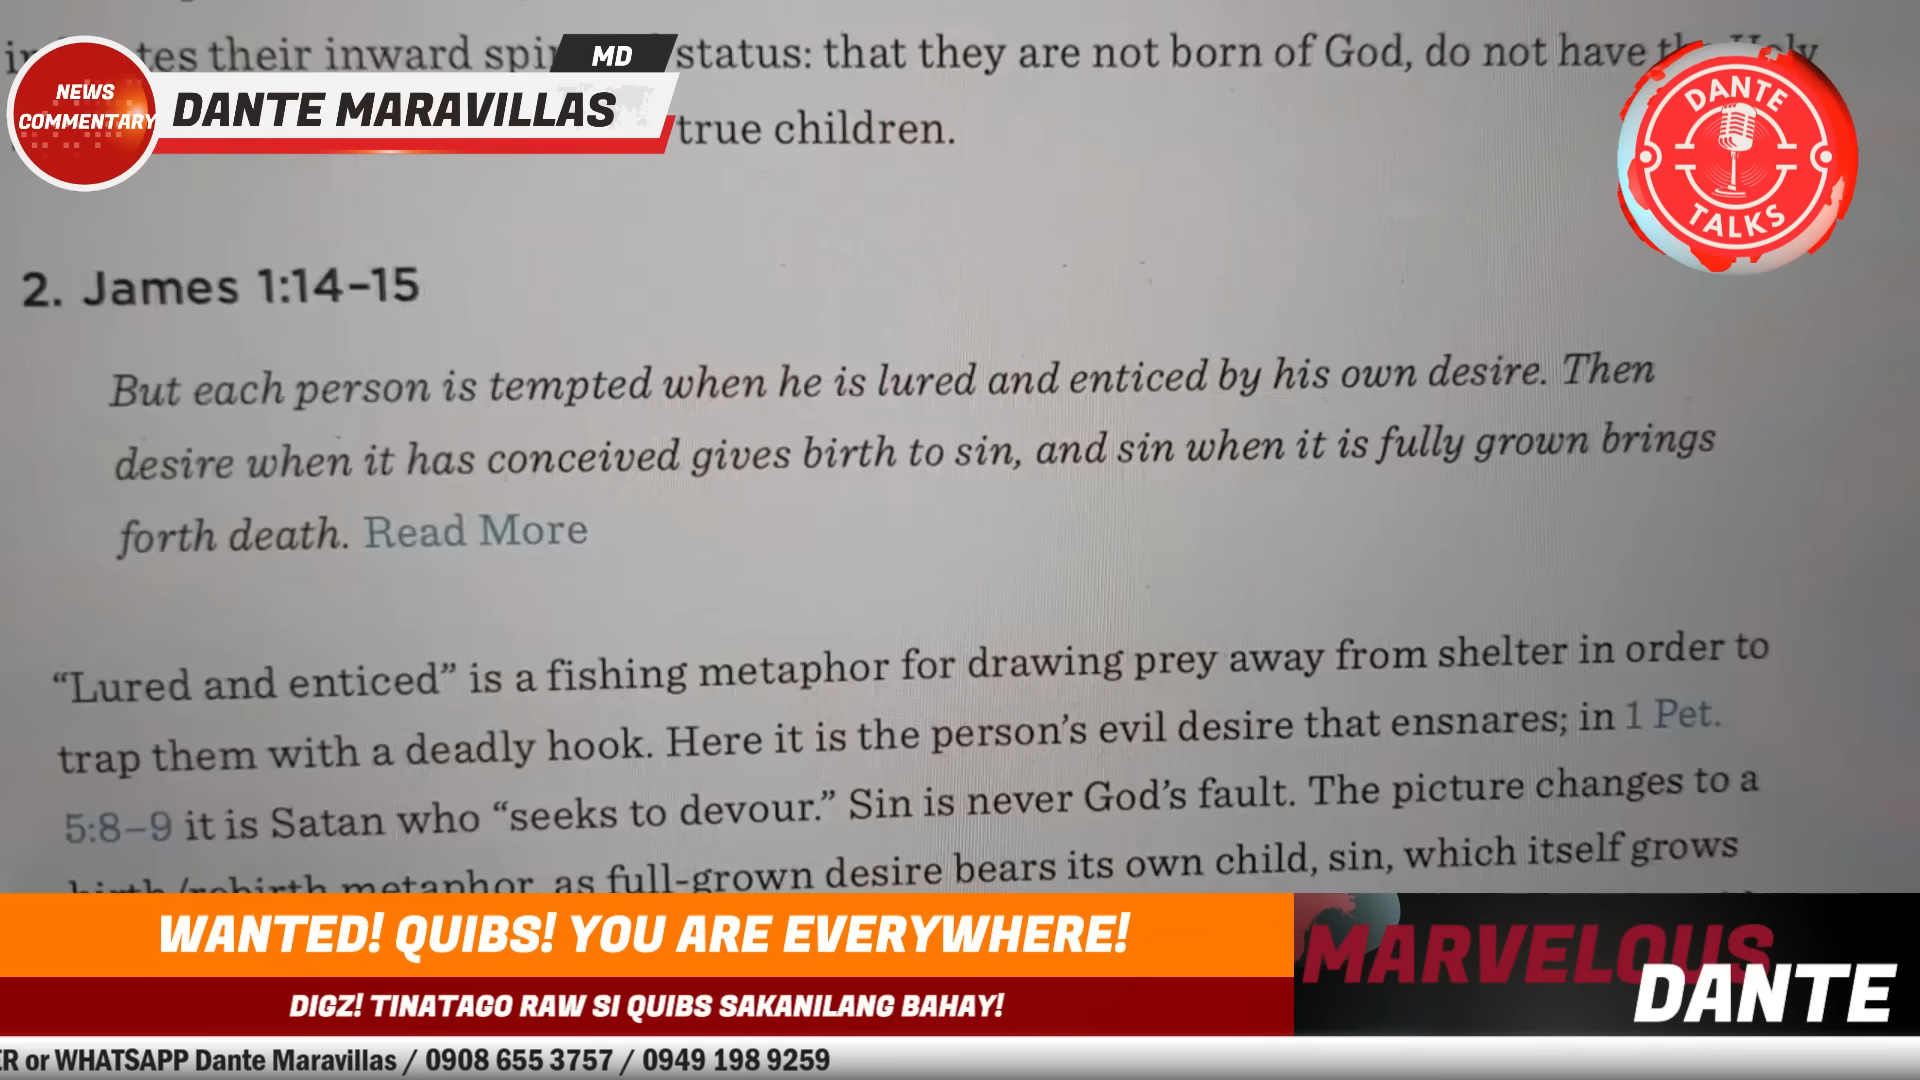 their inward status: that they are not born of God, do not have
true children.
NEWS
COMMENTARY
MD
DANTE MARAVILLAS
DANTE
TALKS
2. James 1:14–15
But each person is tempted when he is lured and enticed by his own desire. Then
desire when it has conceived gives birth to sin, and sin when it is fully grown brings
forth death. Read More
“Lured and enticed” is a fishing metaphor for drawing prey away from shelter in order to
trap them with a deadly hook. Here it is the person’s evil desire that ensnares; in 1 Pet.
5:8–9 it is Satan who “seeks to devour.” Sin is never God’s fault. The picture changes to a
birth/rebirth metaphor, as full-grown desire bears its own child, sin, which itself grows
WANTED! QUIBS! YOU ARE EVERYWHERE!
DIGZ! TINATAGO RAW SI QUIBS SAKANILANG BAHAY!
MARVELOUS
DANTE
or WHATSAPP Dante Maravillas / 0908 655 3757 / 0949 198 9259